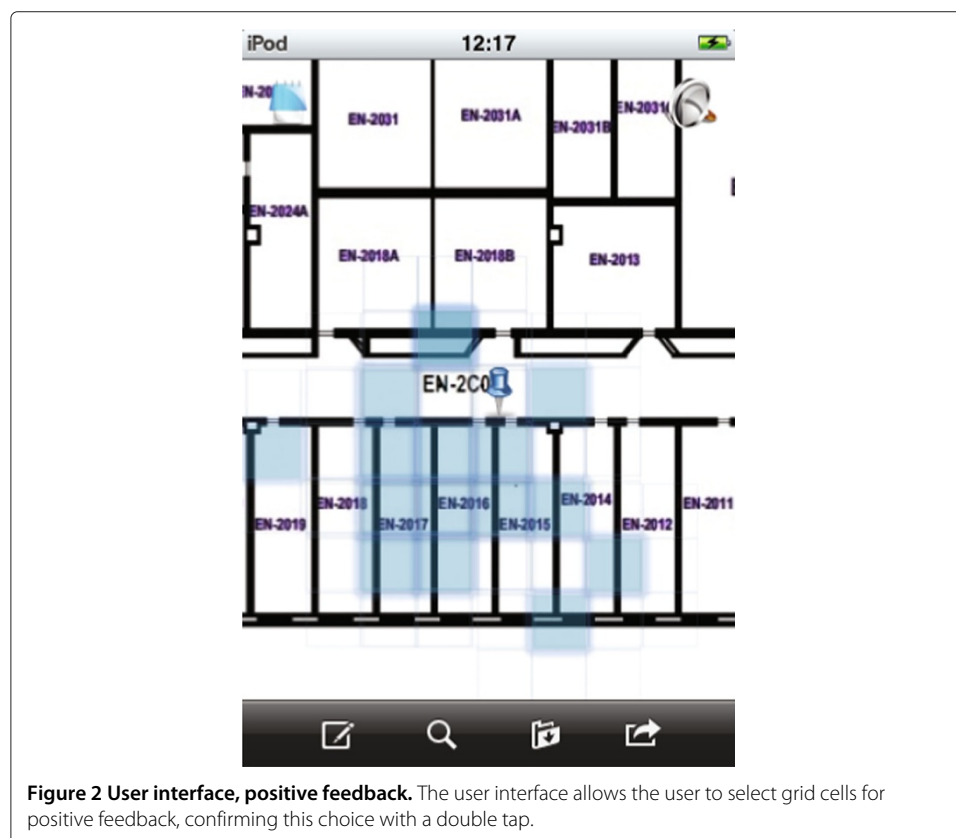 iPod 12:17
EN-2031 EN-2031A EN-2031B
EN-2024A
EN-2018A EN-2018B EN-2013
EN-2C0
EN-2019 EN-2018 EN-2017 EN-2016 EN-2015 EN-2014 EN-2012 EN-2011
Figure 2 User interface, positive feedback. The user interface allows the user to select grid cells for
positive feedback, confirming this choice with a double tap.